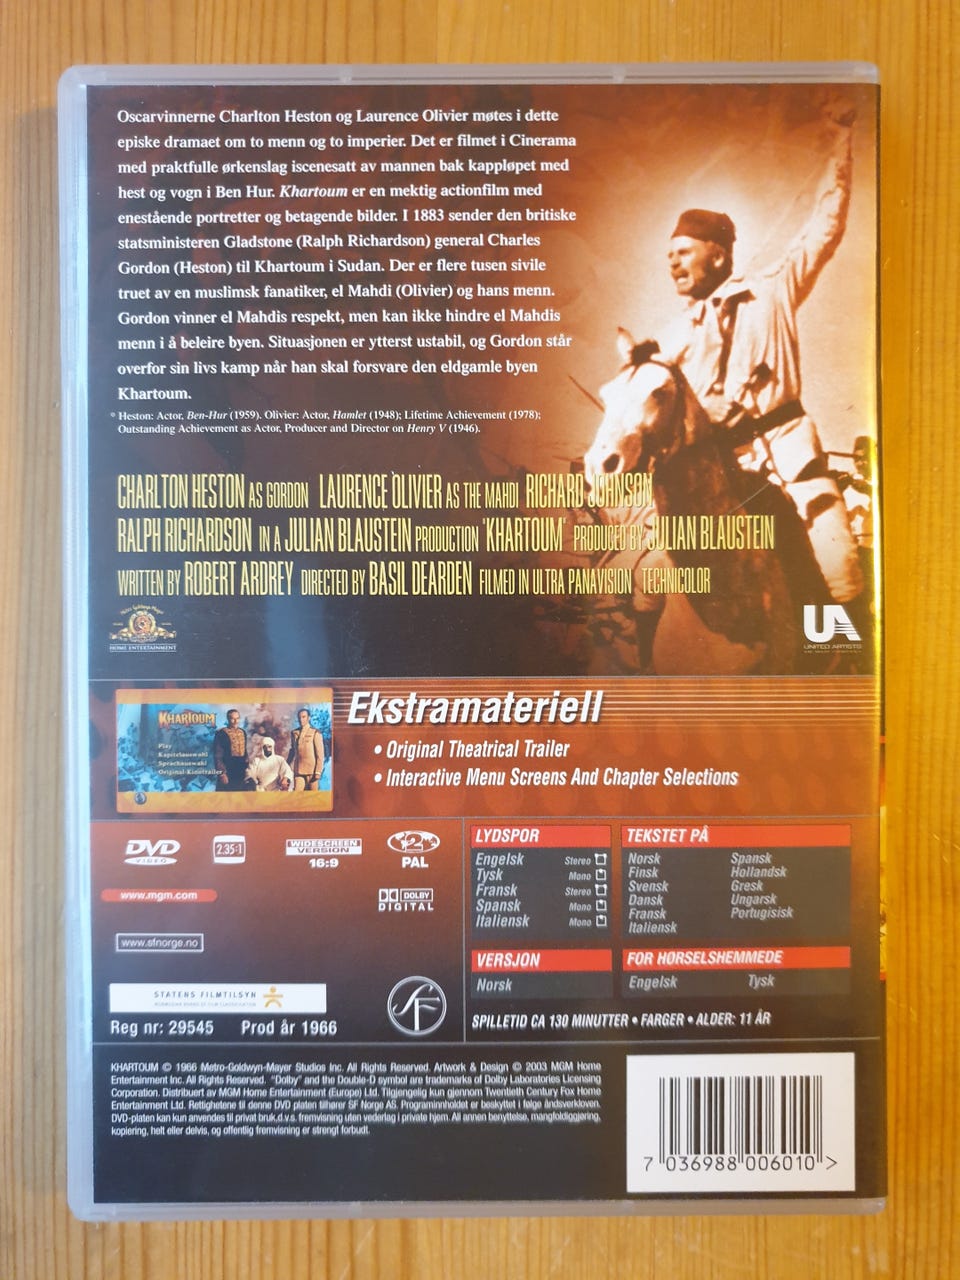 Oscarvinnerne Charlton Heston og Laurence Olivier møtes i dette
episke dramaet om to menn og to imperier. Det er filmet i Cinerama
med praktfulle ørkenslag iscenesatt av mannen bak kappløpet med
hest og vogn i Ben Hur. Khartoum er en mektig actionfilm med
enestående portretter og betagende bilder. I 1883 sender den britiske
statsministeren Gladstone (Ralph Richardson) general Charles
Gordon (Heston) til Khartoum i Sudan. Der er flere tusen sivile
truet av en muslimsk fanatiker, el Mahdi (Olivier) og hans menn.
Gordon vinner el Mahdis respekt, men kan ikke hindre el Mahdis
menn i å beleire byen. Situasjonen er ytterst ustabil, og Gordon står
overfor sin livs kamp når han skal forsvare den eldgamle byen
Khartoum.
* Heston: Actor, Ben-Hur (1959). Olivier: Actor, Hamlet (1948); Lifetime Achievement (1978);
Outstanding Achievement as Actor, Producer and Director on Henry V (1946).
CHARLTON HESTON AS GORDON LAURENCE OLIVIER AS THE MAHDI RICHARD JOHNSON
RALPH RICHARDSON IN A JULIAN BLAUSTEIN PRODUCTION 'KHARTOUM' PRODUCED BY JULIAN BLAUSTEIN
WRITTEN BY ROBERT ARDREY DIRECTED BY BASIL DEARDEN FILMED IN ULTRA PANAVISION TECHNICOLOR
HOME ENTERTAINMENT
UA
UNITED ARTISTS
KHARTOUM
Play
Kapitelauswahl
Sprachauswahl
Original-Kinotrailer
Ekstramateriell
• Original Theatrical Trailer
• Interactive Menu Screens And Chapter Selections
DVD
VIDEO
2.35:1
WIDESCREEN
VERSION
16:9
2
PAL
www.mgm.com
DOLBY
DIGITAL
www.sfnorge.no
STATENS FILMTILSYN
NORWEGIAN BOARD OF FILM CLASSIFICATION
SF
Reg nr: 29545 Prod år 1966
LYDSPOR
Engelsk Stereo
Tysk Mono
Fransk Stereo
Spansk Mono
Italiensk Mono
TEKSTET PÅ
Norsk Spansk
Finsk Hollandsk
Svensk Gresk
Dansk Ungarsk
Fransk Portugisisk
Italiensk
VERSJON
Norsk
FOR HØRSELSHEMMEDE
Engelsk Tysk
SPILLETID CA 130 MINUTTER • FARGER • ALDER: 11 ÅR
KHARTOUM © 1966 Metro-Goldwyn-Mayer Studios Inc. All Rights Reserved. Artwork & Design © 2003 MGM Home
Entertainment Inc. All Rights Reserved. "Dolby" and the Double-D symbol are trademarks of Dolby Laboratories Licensing
Corporation. Distribuert av MGM Home Entertainment (Europe) Ltd. Tilgjengelig kun gjennom Twentieth Century Fox Home
Entertainment Ltd. Rettighetene til denne DVD platen tilhører SF Norge AS. Programinnholdet er beskyttet i følge åndsverkloven.
DVD-platen kan kun anvendes til privat bruk,d.v.s. fremvisning uten vederlag i private hjem. All annen benyttelse, mangfoldiggjøring,
kopiering, helt eller delvis, og offentlig fremvisning er strengt forbudt.
7 036988 006010 >